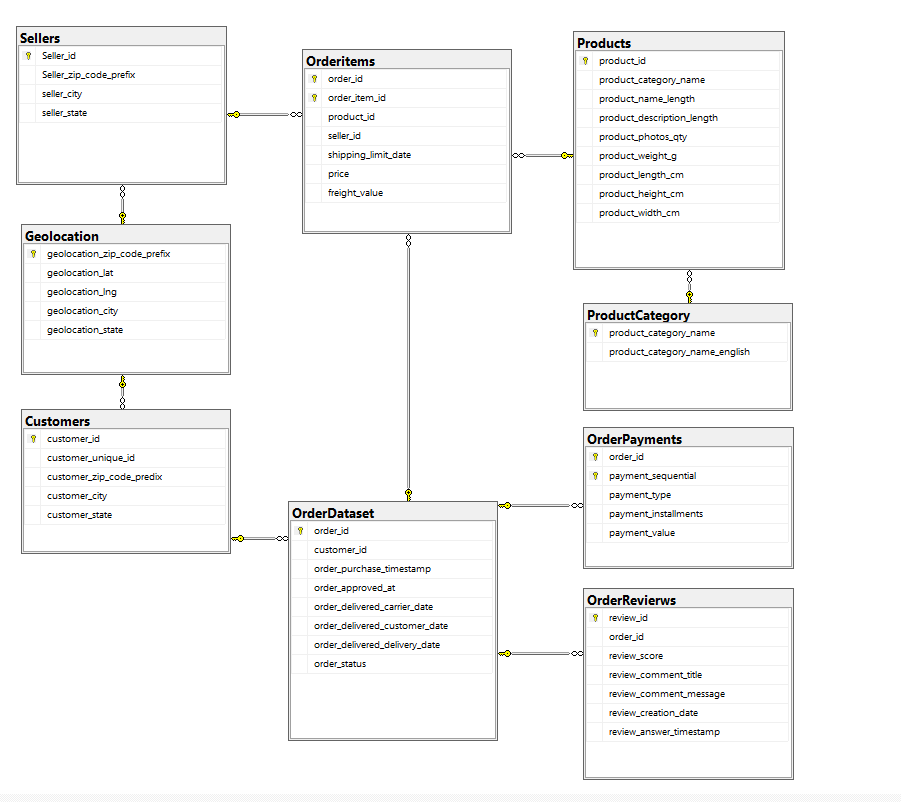 Sellers
Seller_id
Seller_zip_code_prefix
seller_city
seller_state
Orderitems
order_id
order_item_id
product_id
seller_id
shipping_limit_date
price
freight_value
Products
product_id
product_category_name
product_name_length
product_description_length
product_photos_qty
product_weight_g
product_length_cm
product_height_cm
product_width_cm
Geolocation
geolocation_zip_code_prefix
geolocation_lat
geolocation_lng
geolocation_city
geolocation_state
ProductCategory
product_category_name
product_category_name_english
Customers
customer_id
customer_unique_id
customer_zip_code_predix
customer_city
customer_state
OrderDataset
order_id
customer_id
order_purchase_timestamp
order_approved_at
order_delivered_carrier_date
order_delivered_customer_date
order_delivered_delivery_date
order_status
OrderPayments
order_id
payment_sequential
payment_type
payment_installments
payment_value
OrderRevierws
review_id
order_id
review_score
review_comment_title
review_comment_message
review_creation_date
review_answer_timestamp